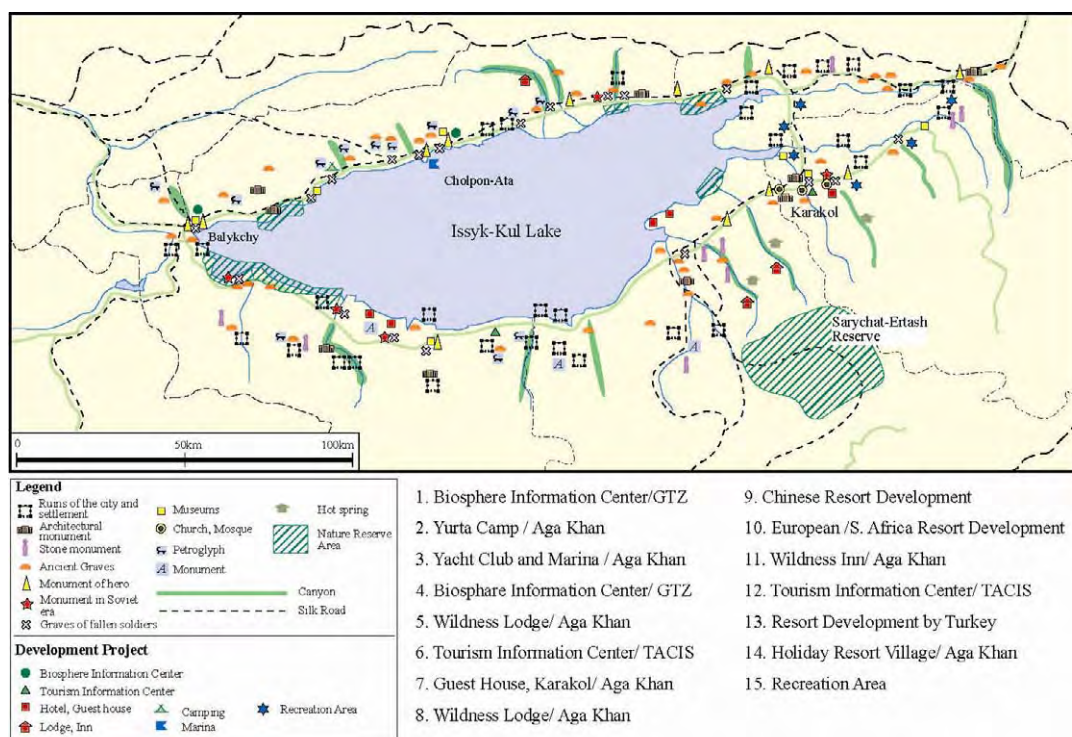 Cholpon-Ata
Issyk-Kul Lake
Balykchy
Karakol
Sarychat-Ertash
Reserve
0 50km 100km
Legend
Ruins of the city and
settlement
Architectural
monument
Stone monument
Ancient Graves
Monument of hero
Monument in Soviet
era
Graves of fallen soldiers
Museums
Church, Mosque
Petroglyph
A Monument
Hot spring
Nature Reserve
Area
Canyon
Silk Road
Development Project
Biosphere Information Center
Tourism Information Center
Hotel, Guest house
Lodge, Inn
Camping
Marina
Recreation Area
1. Biosphere Information Center/GTZ
2. Yurta Camp / Aga Khan
3. Yacht Club and Marina / Aga Khan
4. Biosphere Information Center/ GTZ
5. Wildness Lodge/ Aga Khan
6. Tourism Information Center/ TACIS
7. Guest House, Karakol/ Aga Khan
8. Wildness Lodge/ Aga Khan
9. Chinese Resort Development
10. European /S. Africa Resort Development
11. Wildness Inn/ Aga Khan
12. Tourism Information Center/ TACIS
13. Resort Development by Turkey
14. Holiday Resort Village/ Aga Khan
15. Recreation Area